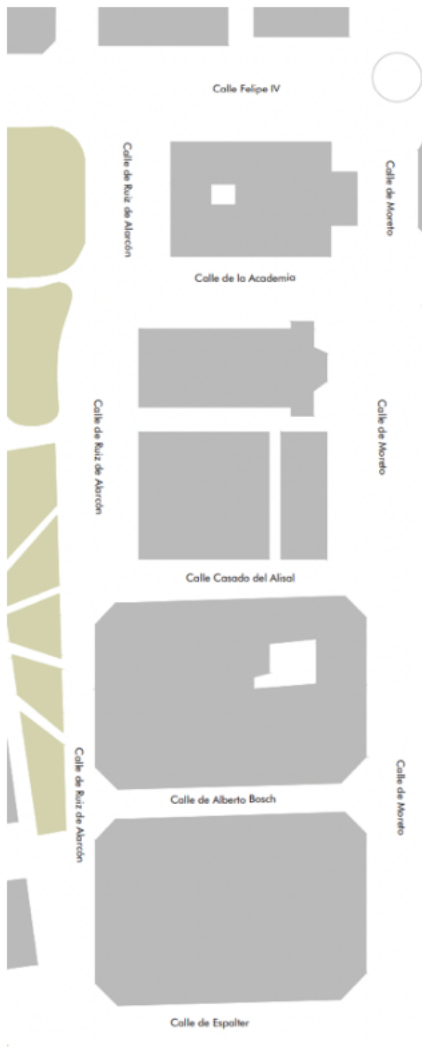 Calle Felipe IV
Calle de Ruiz de Alarcón
Calle de Moreto
Calle de la Academia
Calle de Ruiz de Alarcón
Calle de Moreto
Calle Casado del Alisal
Calle de Ruiz de Alarcón
Calle de Moreto
Calle de Alberto Bosch
Calle de Espalter